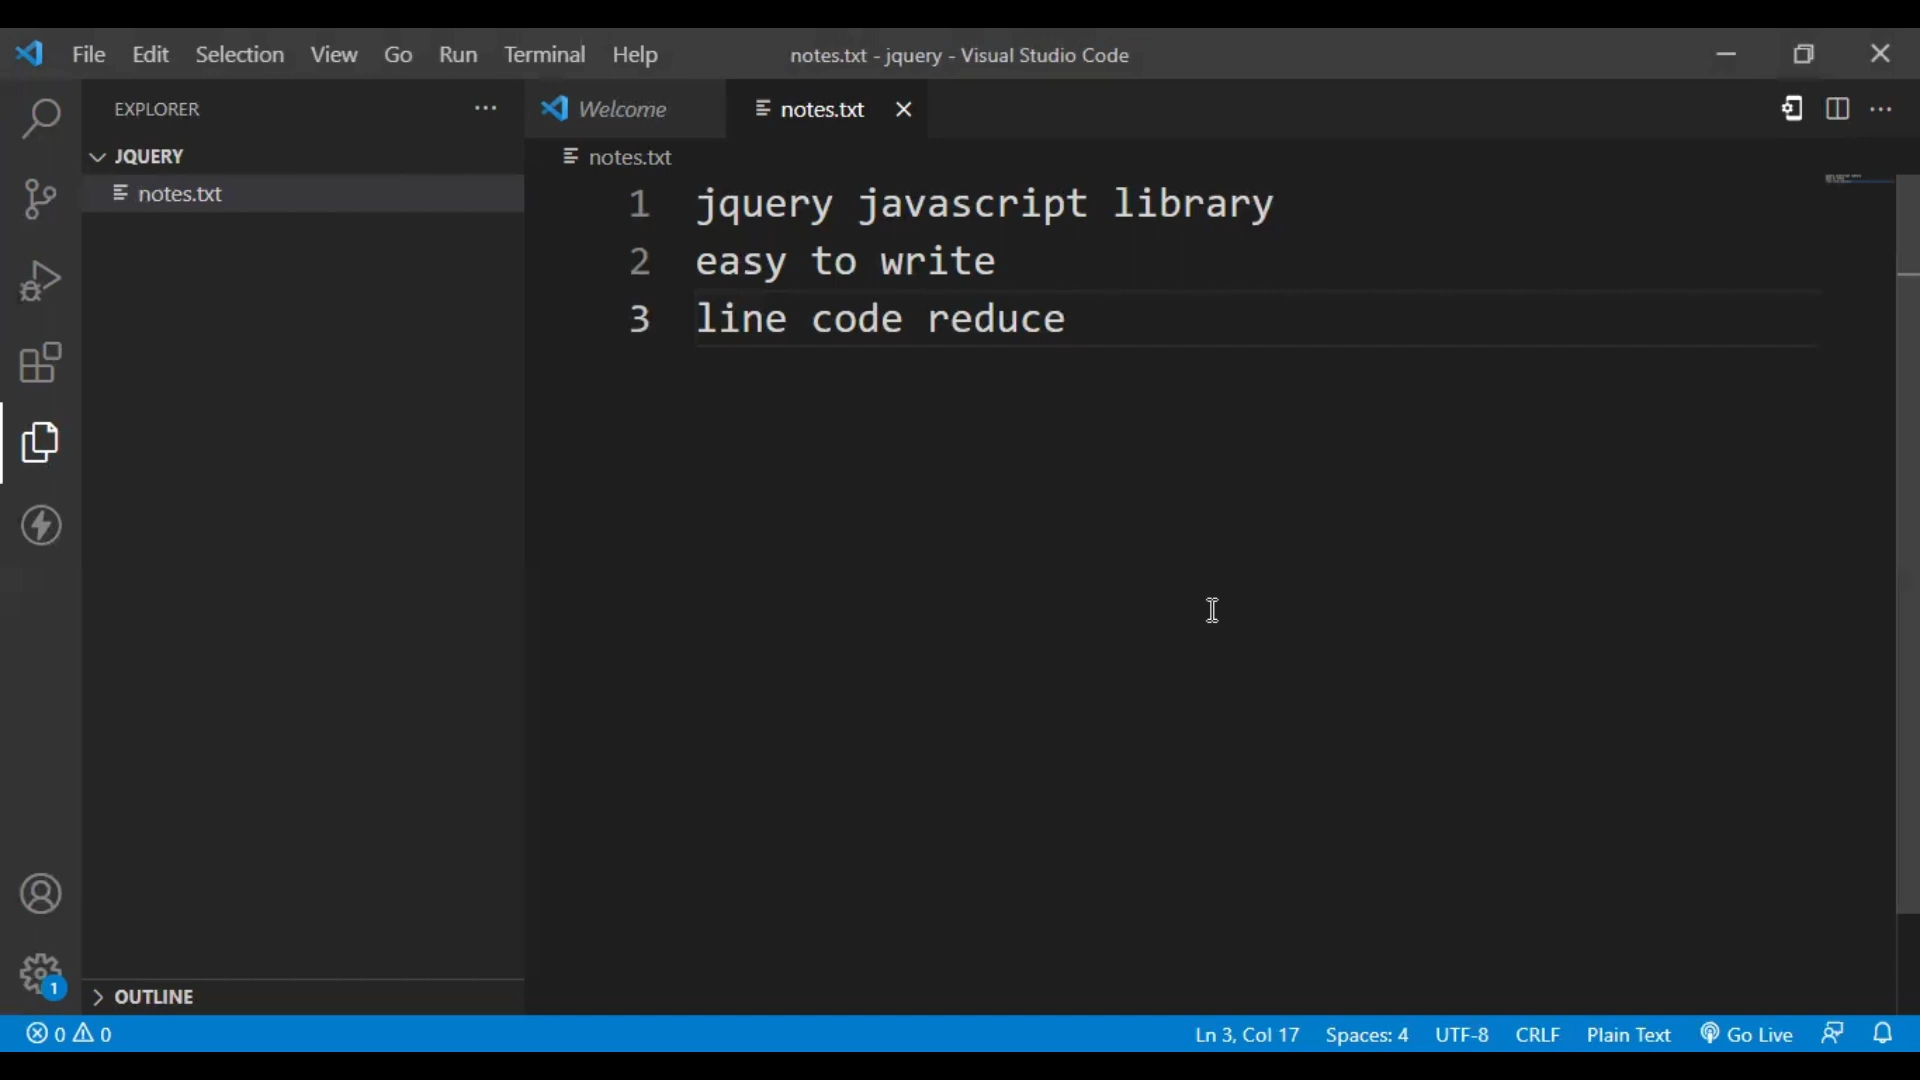 File Edit Selection View Go Run Terminal Help
notes.txt - jquery - Visual Studio Code
EXPLORER
Welcome
notes.txt
JQUERY
notes.txt
notes.txt
1 jquery javascript library
2 easy to write
3 line code reduce
1
OUTLINE
0 0
Ln 3, Col 17 Spaces: 4 UTF-8 CRLF Plain Text Go Live